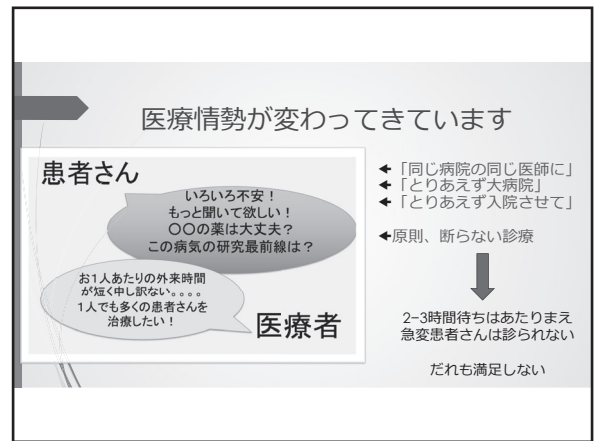 医療情勢が変わってきています
患者さん
いろいろ不安！
もっと聞いて欲しい！
〇〇の薬は大丈夫？
この病気の研究最前線は？
お1人あたりの外来時間
が短く申し訳ない。。。。
1人でも多くの患者さんを
治療したい！
医療者
「同じ病院の同じ医師に」
「とりあえず大病院」
「とりあえず入院させて」
原則、断らない診療
2-3時間待ちはあたりまえ
急変患者さんは診られない
だれも満足しない